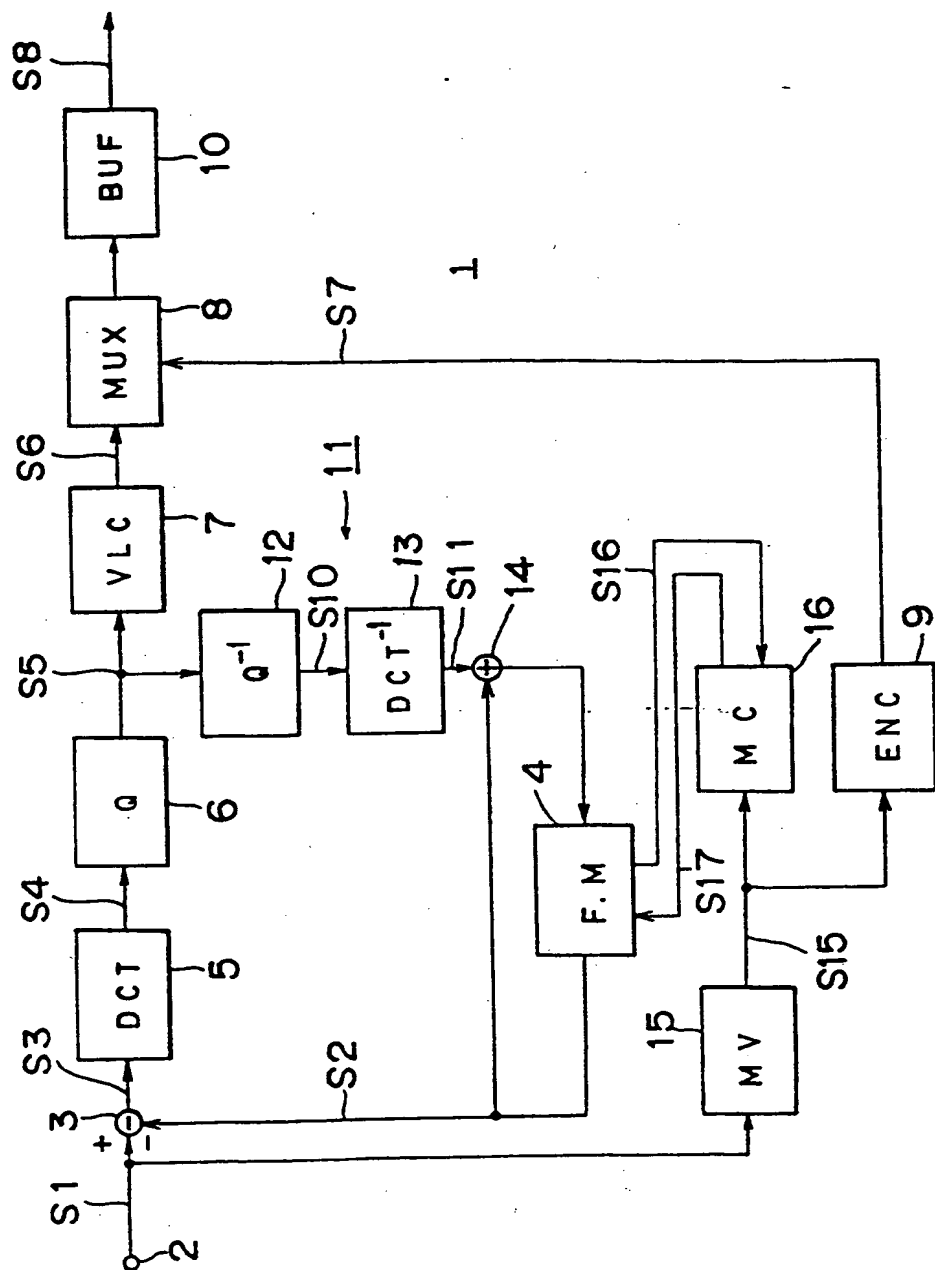 S1
2
+
-
3
S3
DCT
5
S4
Q
6
S5
VLC
7
S6
MUX
8
BUF
10
S8
S2
Q⁻¹
12
S10
11
DCT⁻¹
13
S11
+
14
S7
1
F.M
4
S16
S17
MC
16
MV
15
S15
ENC
9